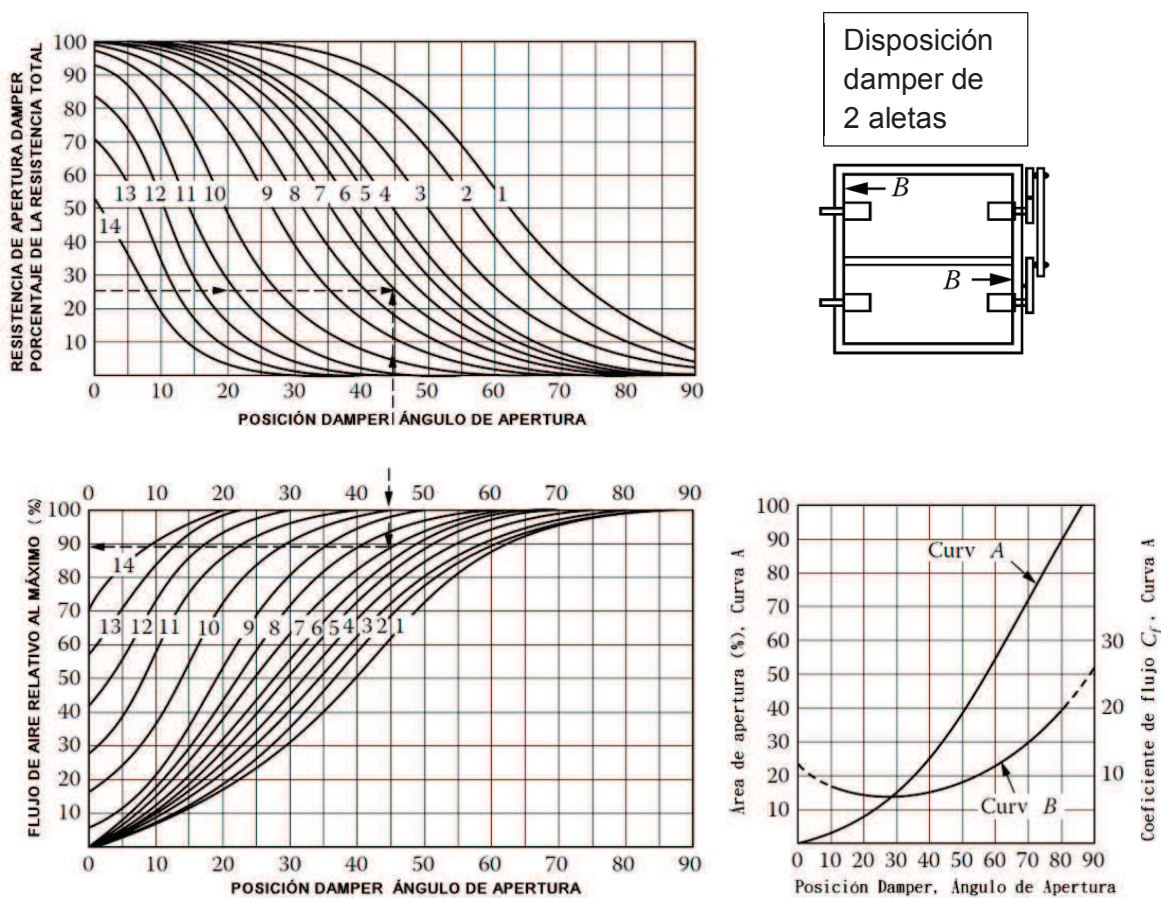 100
90
80
70
60
50
40
30
20
10
RESISTENCIA DE APERTURA DAMPER
PORCENTAJE DE LA RESISTENCIA TOTAL
13 12 11 10 9 8 7 6 5 4 3 2 1
14
0 10 20 30 40 50 60 70 80 90
POSICIÓN DAMPER ÁNGULO DE APERTURA
Disposición
damper de
2 aletas
B
B
0 10 20 30 40 50 60 70 80 90
100
90
80
70
60
50
40
30
20
10
FLUJO DE AIRE RELATIVO AL MÁXIMO (%)
14
13 12 11 10 9 8 7 6 5 4 3 2 1
0 10 20 30 40 50 60 70 80 90
POSICIÓN DAMPER ÁNGULO DE APERTURA
100
90
80
70
60
50
40
30
20
10
Área de apertura (%), Curva A
Curv A
Curv B
30
20
10
Coeficiente de flujo Cf, Curva A
0 10 20 30 40 50 60 70 80 90
Posición Damper, Ángulo de Apertura